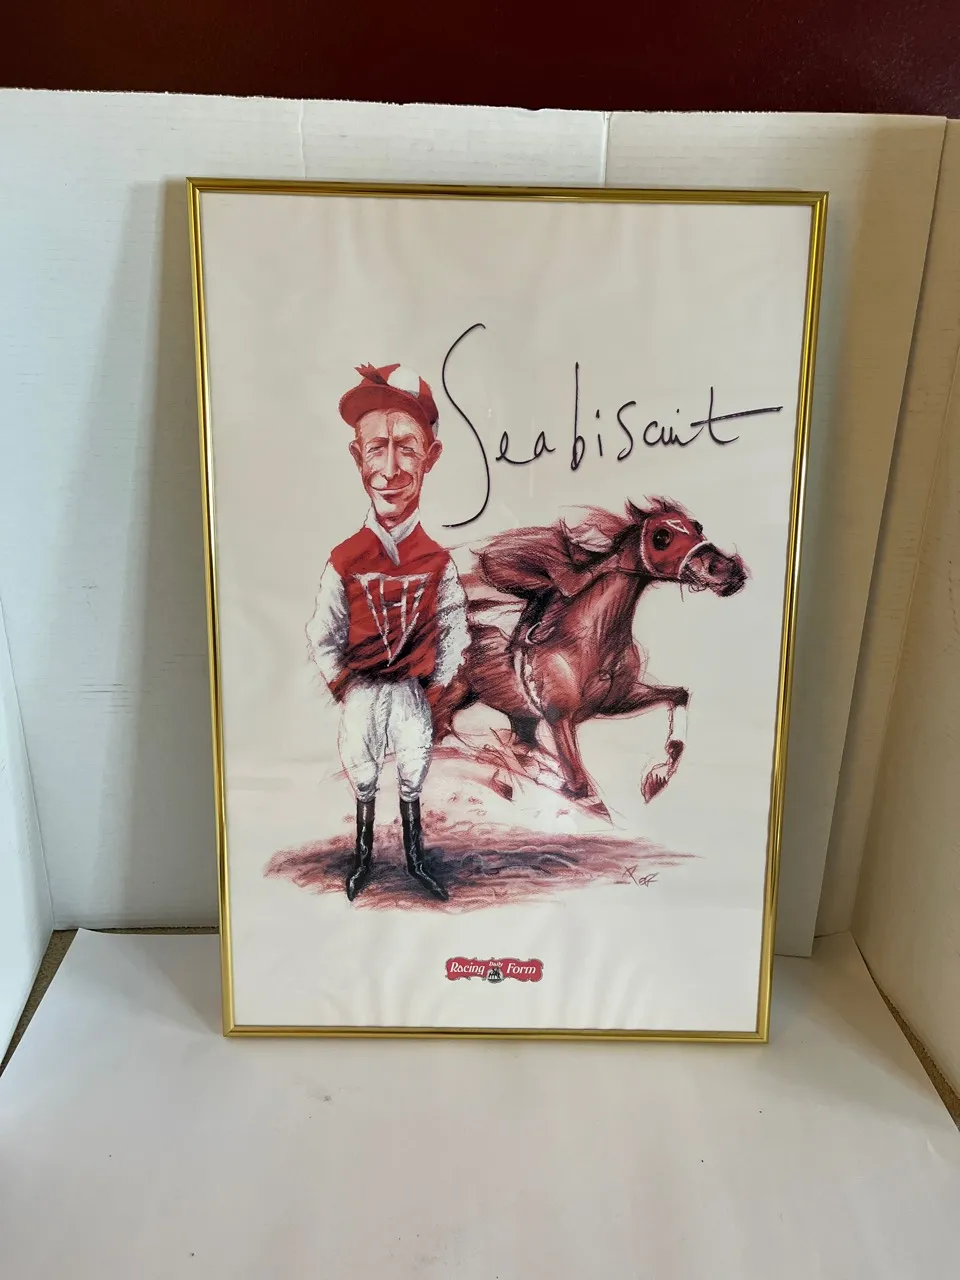 Seabiscuit
H
Racing Daily Form